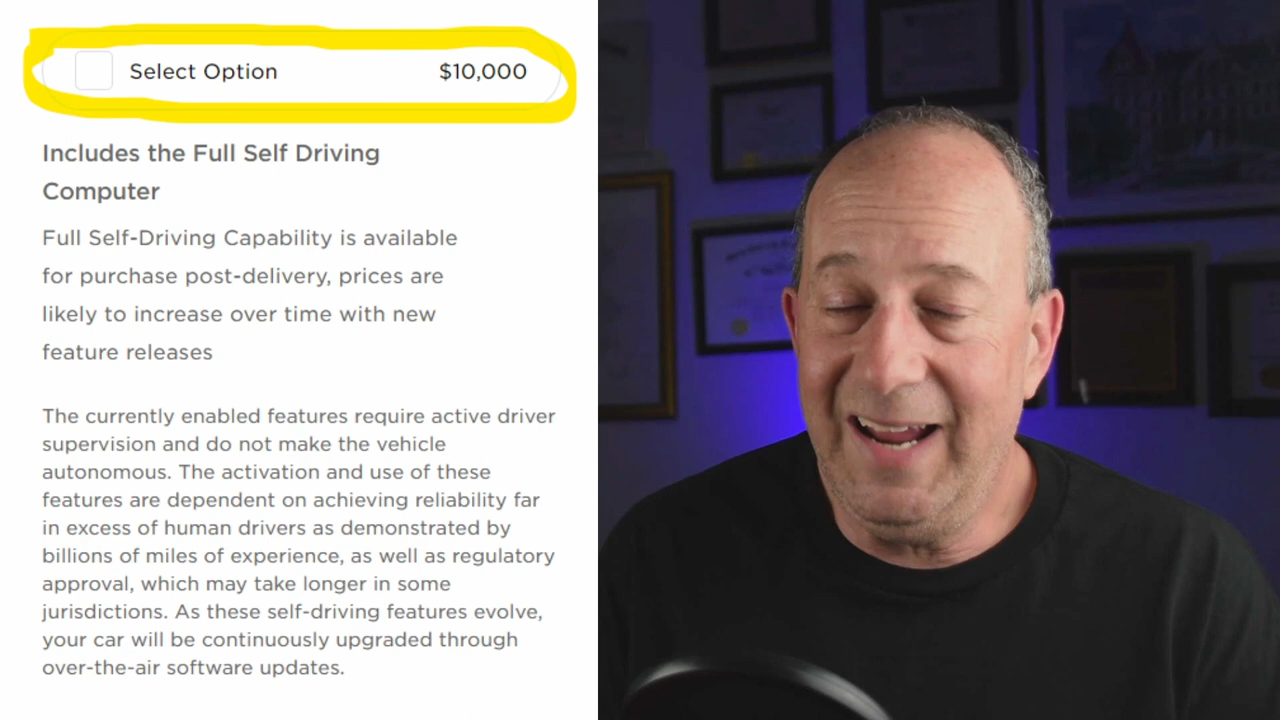 Select Option $10,000
Includes the Full Self Driving
Computer
Full Self-Driving Capability is available
for purchase post-delivery, prices are
likely to increase over time with new
feature releases
The currently enabled features require active driver
supervision and do not make the vehicle
autonomous. The activation and use of these
features are dependent on achieving reliability far
in excess of human drivers as demonstrated by
billions of miles of experience, as well as regulatory
approval, which may take longer in some
jurisdictions. As these self-driving features evolve,
your car will be continuously upgraded through
over-the-air software updates.